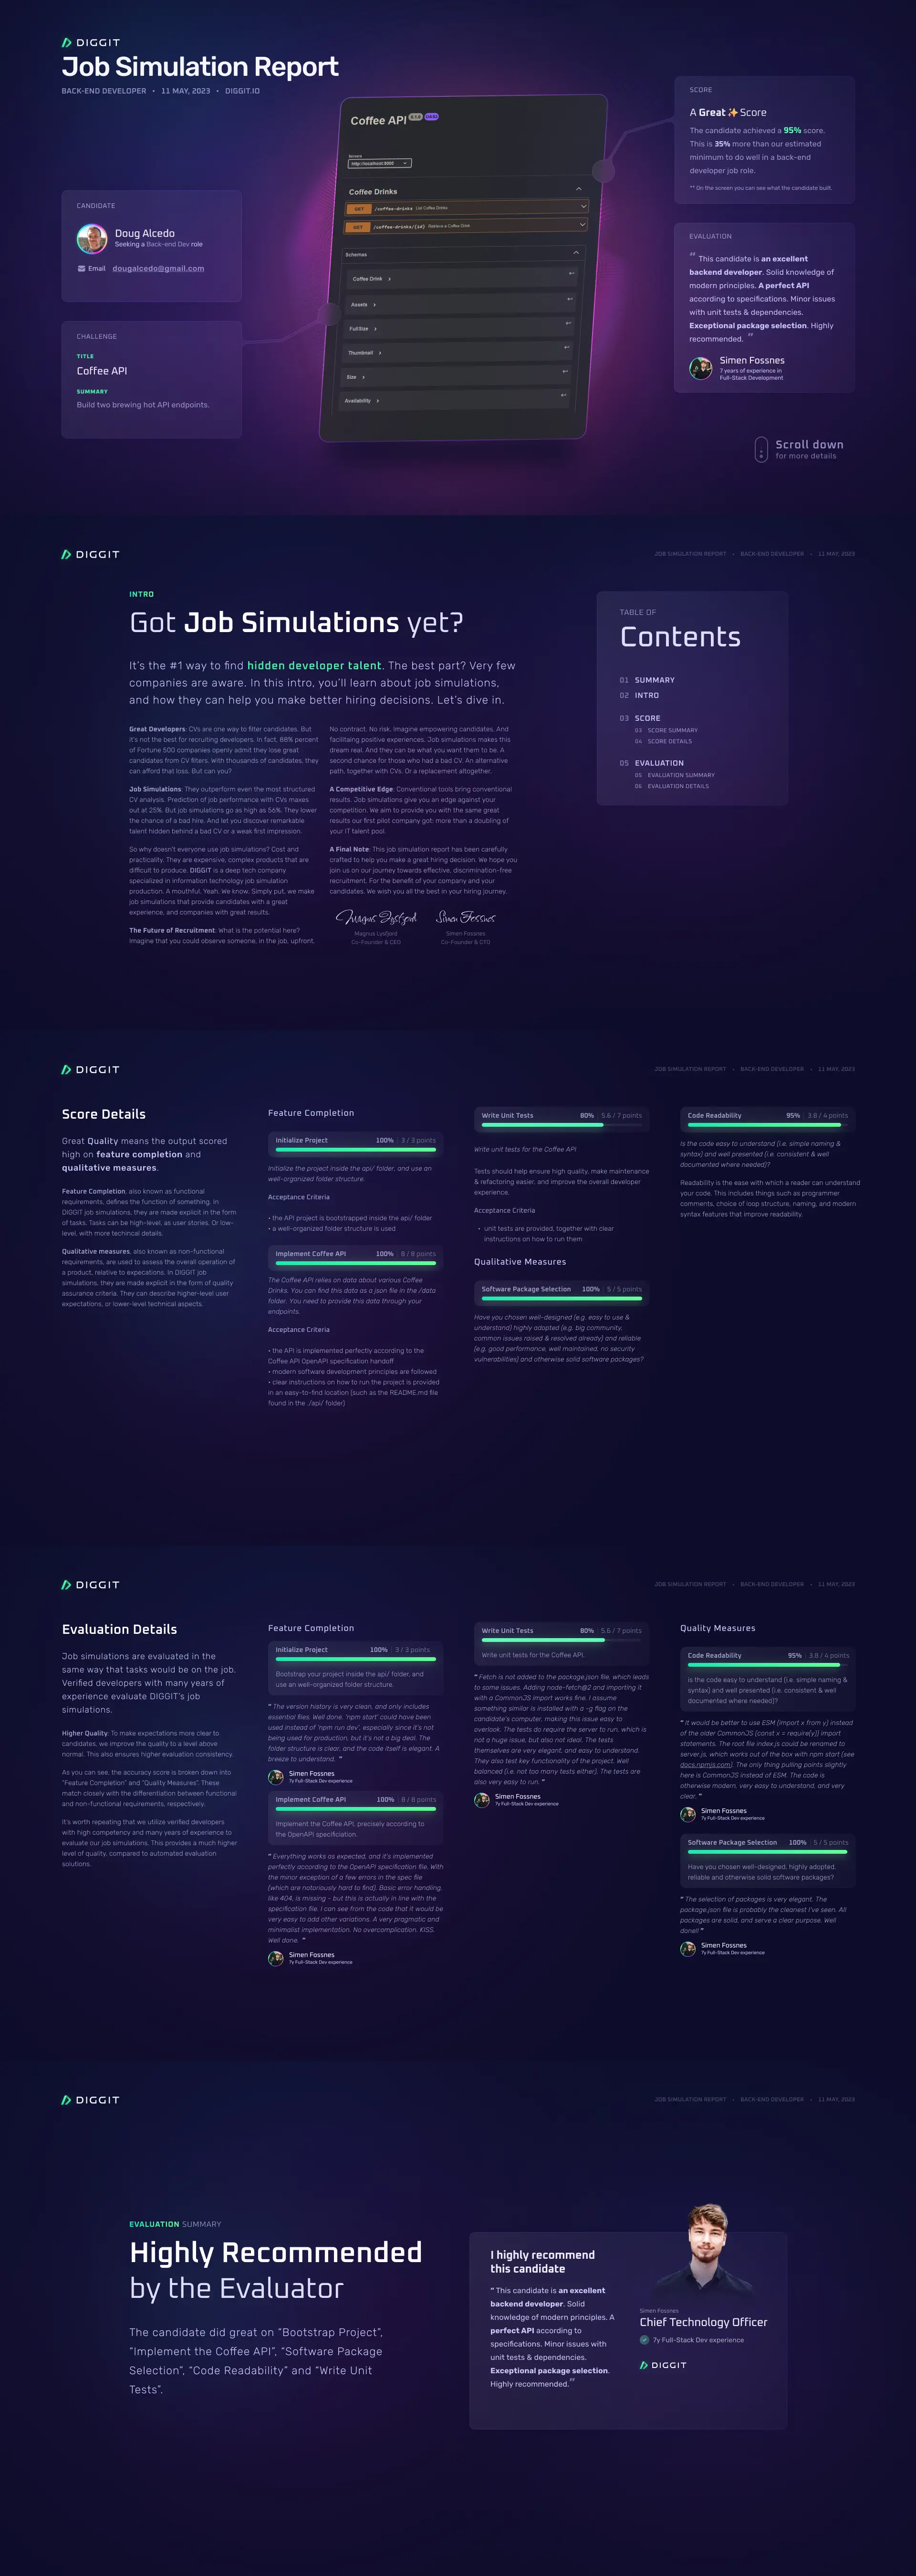 DIGGIT
Job Simulation Report
BACK-END DEVELOPER • 11 MAY, 2023 • DIGGIT.IO
CANDIDATE
Doug Alcedo
Seeking a Back-end Dev role
Email dougalcedo@gmail.com
CHALLENGE
TITLE
Coffee API
SUMMARY
Build two brewing hot API endpoints.
Coffee API
Servers
http://localhost:3000
Coffee Drinks
GET /coffee-drinks List Coffee Drinks
GET /coffee-drinks/{id} Retrieve a Coffee Drink
Schemas
Coffee Drink
Assets
FullSize
Thumbnail
Size
Availability
SCORE
A Great ✨ Score
The candidate achieved a 95% score.
This is 35% more than our estimated
minimum to do well in a back-end
developer job role.
** On the screen you can see what the candidate built.
EVALUATION
" This candidate is an excellent
backend developer. Solid knowledge of
modern principles. A perfect API
according to specifications. Minor issues
with unit tests & dependencies.
Exceptional package selection. Highly
recommended. "
Simen Fossnes
7 years of experience in
Full-Stack Development
Scroll down
for more details
DIGGIT
JOB SIMULATION REPORT • BACK-END DEVELOPER • 11 MAY, 2023
INTRO
Got Job Simulations yet?
It's the #1 way to find hidden developer talent. The best part? Very few
companies are aware. In this intro, you'll learn about job simulations,
and how they can help you make better hiring decisions. Let's dive in.
Great Developers: CVs are one way to filter candidates. But
it's not the best for recruiting developers. In fact, 88% percent
of Fortune 500 companies openly admit they lose great
candidates from CV filters. With thousands of candidates, they
can afford that loss. But can you?
Job Simulations: They outperform even the most structured
CV analysis. Prediction of job performance with CVs maxes
out at 25%. But job simulations go as high as 56%. They lower
the chance of a bad hire. And let you discover remarkable
talent hidden behind a bad CV or a weak first impression.
So why doesn't everyone use job simulations? Cost and
practicality. They are expensive, complex products that are
difficult to produce. DIGGIT is a deep tech company
specialized in information technology job simulation
production. A mouthful. Yeah. We know. Simply put, we make
job simulations that provide candidates with a great
experience, and companies with great results.
The Future of Recruitment: What is the potential here?
Imagine that you could observe someone, in the job, upfront.
No contract. No risk. Imagine empowering candidates. And
facilitating positive experiences. Job simulations makes this
dream real. And they can be what you want them to be. A
second chance for those who had a bad CV. An alternative
path, together with CVs. Or a replacement altogether.
A Competitive Edge: Conventional tools bring conventional
results. Job simulations give you an edge against your
competition. We aim to provide you with the same great
results our first pilot company got: more than a doubling of
your IT talent pool.
A Final Note: This job simulation report has been carefully
crafted to help you make a great hiring decision. We hope you
join us on our journey towards effective, discrimination-free
recruitment. For the benefit of your company and your
candidates. We wish you all the best in your hiring journey.
Magnus Lysfjord Simen Fossnes
Magnus Lysfjord
Co-Founder & CEO
Simen Fossnes
Co-Founder & CTO
TABLE OF
Contents
01 SUMMARY
02 INTRO
03 SCORE
03 SCORE SUMMARY
04 SCORE DETAILS
05 EVALUATION
05 EVALUATION SUMMARY
06 EVALUATION DETAILS
DIGGIT
JOB SIMULATION REPORT • BACK-END DEVELOPER • 11 MAY, 2023
Score Details
Great Quality means the output scored
high on feature completion and
qualitative measures.
Feature Completion, also known as functional
requirements, defines the function of something. In
DIGGIT job simulations, they are made explicit in the form
of tasks. Tasks can be high-level, as user stories. Or low-
level, with more techincal details.
Qualitative measures, also known as non-functional
requirements, are used to assess the overall operation of
a product, relative to expecations. In DIGGIT job
simulations, they are made explicit in the form of quality
assurance criteria. They can describe higher-level user
expectations, or lower-level technical aspects.
Feature Completion
Initialize Project 100% | 3 / 3 points
Initialize the project inside the api/ folder, and use an
well-organized folder structure.
Acceptance Criteria
• the API project is bootstrapped inside the api/ folder
• a well-organized folder structure is used
Implement Coffee API 100% | 8 / 8 points
The Coffee API relies on data about various Coffee
Drinks. You can find this data as a json file in the /data
folder. You need to provide this data through your
endpoints.
Acceptance Criteria
• the API is implemented perfectly according to the
Coffee API OpenAPI specification handoff
• modern software development principles are followed
• clear instructions on how to run the project is provided
in an easy-to-find location (such as the README.md file
found in the ./api/ folder)
Write Unit Tests 80% | 5.6 / 7 points
Write unit tests for the Coffee API
Tests should help ensure high quality, make maintenance
& refactoring easier, and improve the overall developer
experience.
Acceptance Criteria
• unit tests are provided, together with clear
instructions on how to run them
Qualitative Measures
Software Package Selection 100% | 5 / 5 points
Have you chosen well-designed (e.g. easy to use &
understand) highly adopted (e.g. big community,
common issues raised & resolved already) and reliable
(e.g. good performance, well maintained, no security
vulnerabilities) and otherwise solid software packages?
Code Readability 95% | 3.8 / 4 points
Is the code easy to understand (i.e. simple naming &
syntax) and well presented (i.e. consistent & well
documented where needed)?
Readability is the ease with which a reader can understand
your code. This includes things such as programmer
comments, choice of loop structure, naming, and modern
syntax features that improve readability.
DIGGIT
JOB SIMULATION REPORT • BACK-END DEVELOPER • 11 MAY, 2023
Evaluation Details
Job simulations are evaluated in the
same way that tasks would be on the job.
Verified developers with many years of
experience evaluate DIGGIT's job
simulations.
Higher Quality: To make expectations more clear to
candidates, we improve the quality to a level above
normal. This also ensures higher evaluation consistency.
As you can see, the accuracy score is broken down into
"Feature Completion" and "Quality Measures". These
match closely with the differentiation between functional
and non-functional requirements, respectively.
It's worth repeating that we utilize verified developers
with high competency and many years of experience to
evaluate our job simulations. This provides a much higher
level of quality, compared to automated evaluation
solutions.
Feature Completion
Initialize Project 100% | 3 / 3 points
Bootstrap your project inside the api/ folder, and
use an well-organized folder structure.
" The version history is very clean, and only includes
essential files. Well done. 'npm start' could have been
used instead of 'npm run dev', especially since it's not
being used for production, but it's not a big deal. The
folder structure is clear, and the code itself is elegant. A
breeze to understand. "
Simen Fossnes
7y Full-Stack Dev experience
Implement Coffee API 100% | 8 / 8 points
Implement the Coffee API, precisely according to
the OpenAPI specificiation.
" Everything works as expected, and it's implemented
perfectly according to the OpenAPI specification file. With
the minor exception of a few errors in the spec file
(which are notoriously hard to find). Basic error handling,
like 404, is missing - but this is actually in line with the
specification file. I can see from the code that it would be
very easy to add other variations. A very pragmatic and
minimalist implementation. No overcomplication. KISS.
Well done. "
Simen Fossnes
7y Full-Stack Dev experience
Write Unit Tests 80% | 5.6 / 7 points
Write unit tests for the Coffee API.
" Fetch is not added to the package.json file, which leads
to some issues. Adding node-fetch@2 and importing it
with a CommonJS import works fine. I assume
something similar is installed with a -g flag on the
candidate's computer, making this issue easy to
overlook. The tests do require the server to run, which is
not a huge issue, but also not ideal. The tests
themselves are very elegant, and easy to understand.
They also test key functionality of the project. Well
balanced (i.e. not too many tests either). The tests are
also very easy to run. "
Simen Fossnes
7y Full-Stack Dev experience
Quality Measures
Code Readability 95% | 3.8 / 4 points
is the code easy to understand (i.e. simple naming &
syntax) and well presented (i.e. consistent & well
documented where needed)?
" It would be better to use ESM (import x from y) instead
of the older CommonJS (const x = require(y)) import
statements. The root file index.js could be renamed to
server.js, which works out of the box with npm start (see
docs.npmjs.com). The only thing pulling points slightly
here is CommonJS instead of ESM. The code is
otherwise modern, very easy to understand, and very
clear. "
Simen Fossnes
7y Full-Stack Dev experience
Software Package Selection 100% | 5 / 5 points
Have you chosen well-designed, highly adopted,
reliable and otherwise solid software packages?
" The selection of packages is very elegant. The
package.json file is probably the cleanest I've seen. All
packages are solid, and serve a clear purpose. Well
done!! "
Simen Fossnes
7y Full-Stack Dev experience
DIGGIT
JOB SIMULATION REPORT • BACK-END DEVELOPER • 11 MAY, 2023
EVALUATION SUMMARY
Highly Recommended
by the Evaluator
The candidate did great on "Bootstrap Project",
"Implement the Coffee API", "Software Package
Selection", "Code Readability" and "Write Unit
Tests".
I highly recommend
this candidate
" This candidate is an excellent
backend developer. Solid
knowledge of modern principles. A
perfect API according to
specifications. Minor issues with
unit tests & dependencies.
Exceptional package selection.
Highly recommended. "
Simen Fossnes
Chief Technology Officer
7y Full-Stack Dev experience
DIGGIT